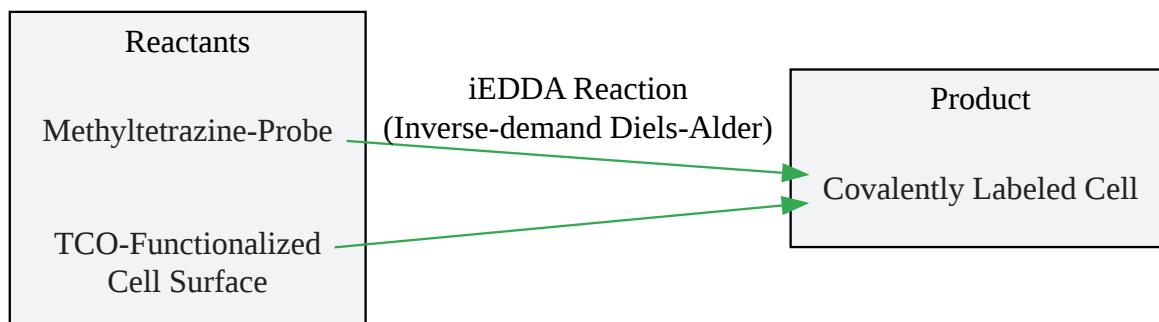 Reactants
Methyltetrazine-Probe
TCO-Functionalized
Cell Surface
iEDDA Reaction
(Inverse-demand Diels-Alder)
Product
Covalently Labeled Cell